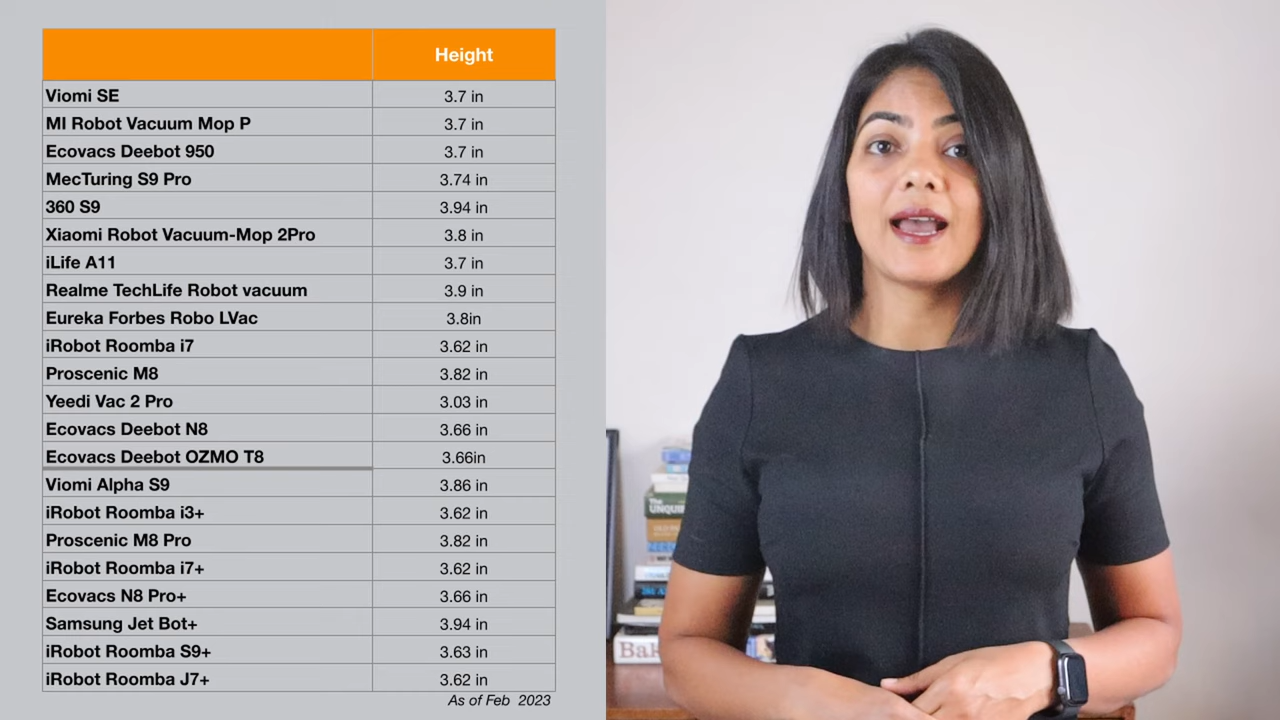 Height
Viomi SE 3.7 in
MI Robot Vacuum Mop P 3.7 in
Ecovacs Deebot 950 3.7 in
MecTuring S9 Pro 3.74 in
360 S9 3.94 in
Xiaomi Robot Vacuum-Mop 2Pro 3.8 in
iLife A11 3.7 in
Realme TechLife Robot vacuum 3.9 in
Eureka Forbes Robo LVac 3.8in
iRobot Roomba i7 3.62 in
Proscenic M8 3.82 in
Yeedi Vac 2 Pro 3.03 in
Ecovacs Deebot N8 3.66 in
Ecovacs Deebot OZMO T8 3.66in
Viomi Alpha S9 3.86 in
iRobot Roomba i3+ 3.62 in
Proscenic M8 Pro 3.82 in
iRobot Roomba i7+ 3.62 in
Ecovacs N8 Pro+ 3.66 in
Samsung Jet Bot+ 3.94 in
iRobot Roomba S9+ 3.63 in
iRobot Roomba J7+ 3.62 in
As of Feb 2023
The
UNQUI
Bak